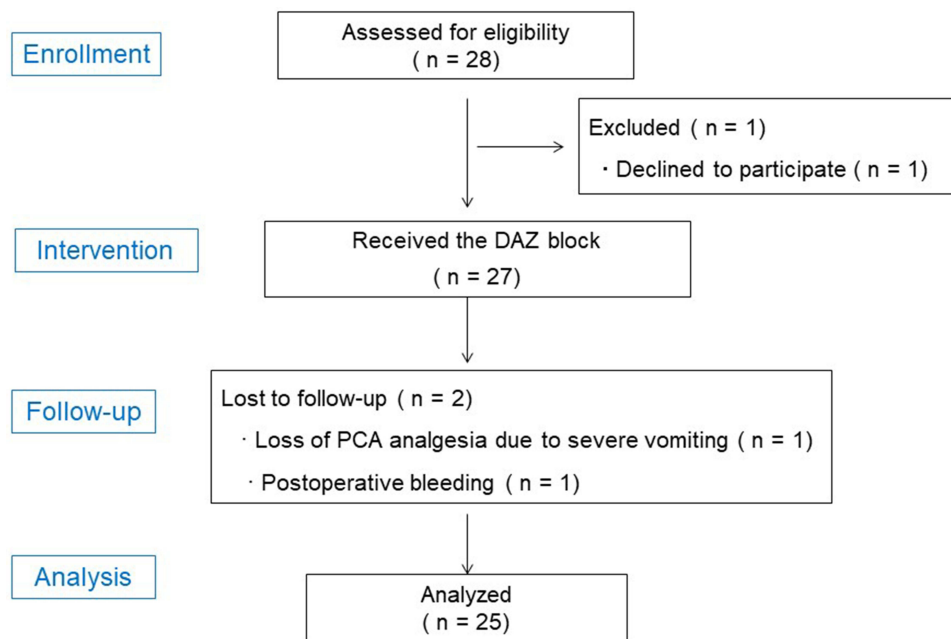 Enrollment
Assessed for eligibility
( n = 28)
Excluded ( n = 1)
· Declined to participate ( n = 1)
Intervention
Received the DAZ block
( n = 27)
Follow-up
Lost to follow-up ( n = 2)
· Loss of PCA analgesia due to severe vomiting ( n = 1)
· Postoperative bleeding ( n = 1)
Analysis
Analyzed
( n = 25)